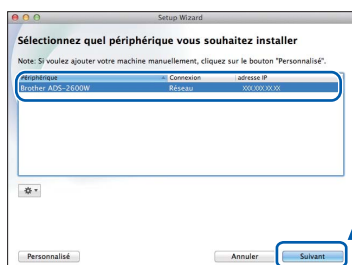 Setup Wizard
Sélectionnez quel périphérique vous souhaitez installer
Note: Si voulez ajouter votre machine manuellement, cliquez sur le bouton "Personnalisé".
Périphérique Connexion adresse IP
Brother ADS-2600W Réseau XXX.XXX.XX.XX
Personnalisé Annuler Suivant